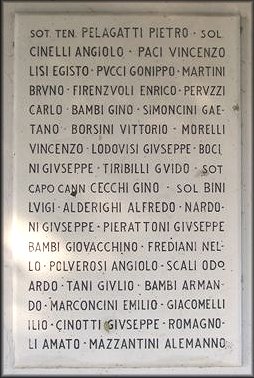 SOT. TEN. PELAGATTI PIETRO · SOL.
CINELLI ANGIOLO · PACI VINCENZO
LISI EGISTO · PVCCI GONIPPO · MARTINI
BRVNO · FIRENZVOLI ENRICO · PERVZZI
CARLO · BAMBI GINO · SIMONCINI GAE-
TANO · BORSINI VITTORIO · MORELLI
VINCENZO · LODOVISI GIVSEPPE · BOCI
NI GIVSEPPE · TIRIBILLI GVIDO · SOT
CAPO CANN CECCHI GINO · SOL BINI
LVIGI · ALDERIGHI ALFREDO · NARDO-
NI GIVSEPPE · PIERATTONI GIVSEPPE
BAMBI GIOVACCHINO · FREDIANI NEL-
LO · POLVEROSI ANGIOLO · SCALI ODO
ARDO · TANI GIVLIO · BAMBI ARMAN-
DO · MARCONCINI EMILIO · GIACOMELLI
ILIO · CINOTTI GIVSEPPE · ROMAGNO-
LI AMATO · MAZZANTINI ALEMANNO